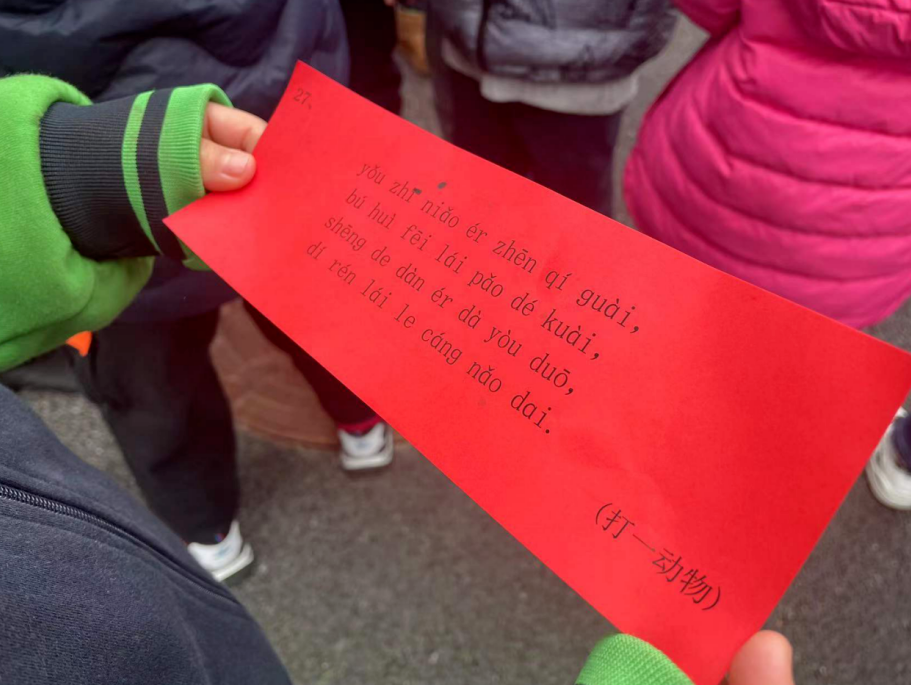 27、
yǒu zhī niǎo ér zhēn qí guài,
bú huì fēi lái pǎo dé kuài,
shēng de dàn ér dà yòu duō,
dí rén lái le cáng nǎo dai.
(打一动物)